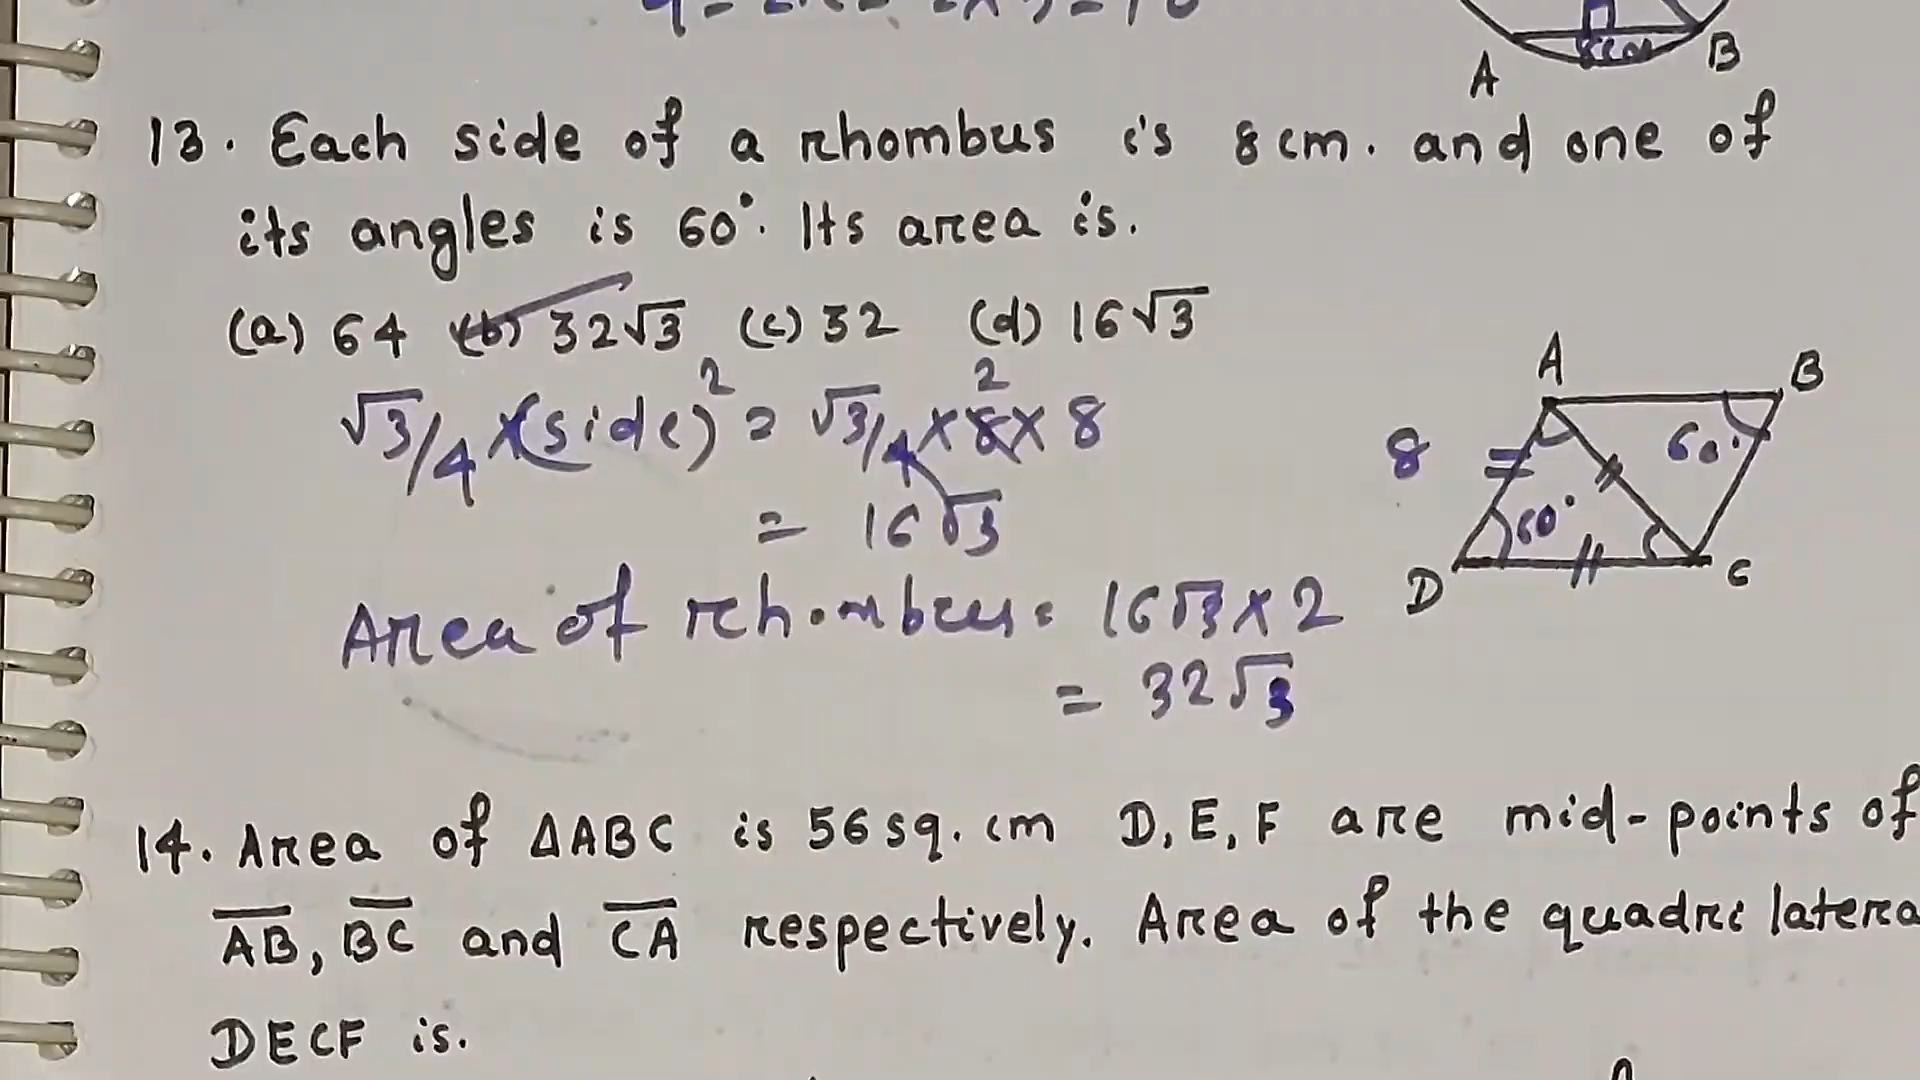 A 8cm B
13. Each side of a rhombus is 8cm. and one of
its angles is 60°. Its area is.
(a) 64 (b) 32√3 (c) 32 (d) 16√3
√3/4 ×(side)² = √3/4 × 8 × 8
2
= 16√3
Area of rhombus = 16√3 × 2
= 32√3
A B
8 60°
60°
D C
14. Area of ΔABC is 56sq. cm D, E, F are mid-points of
AB, BC and CA respectively. Area of the quadrilatera
DECF is.